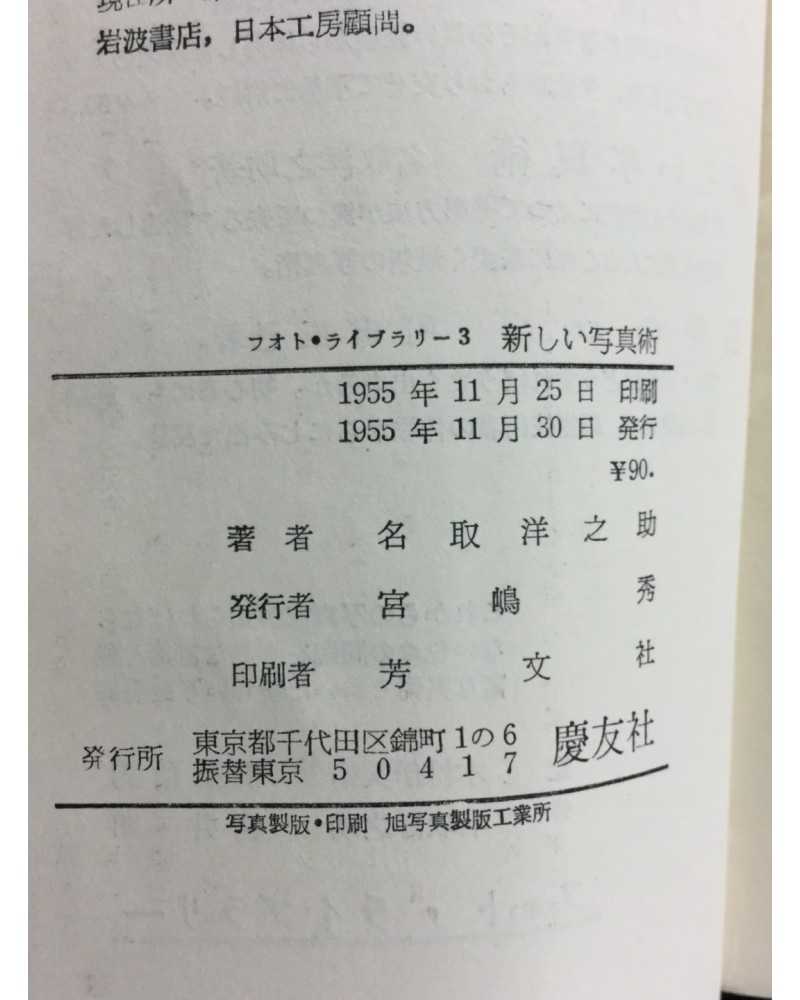 岩波書店，日本工房顧問。
フオト・ライブラリー3 新しい写真術
1955 年 11 月 25 日 印刷
1955 年 11 月 30 日 発行
¥90.
著者 名取洋之助
発行者 宮嶋秀
印刷者 芳文社
発行所 東京都千代田区錦町1の6 慶友社
振替東京 50417
写真製版・印刷 旭写真製版工業所